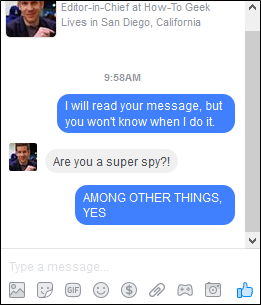 Editor-in-Chief at How-To Geek
Lives in San Diego, California
9:58AM
I will read your message, but
you won't know when I do it.
Are you a super spy?!
AMONG OTHER THINGS,
YES
Type a message...
GIF
$